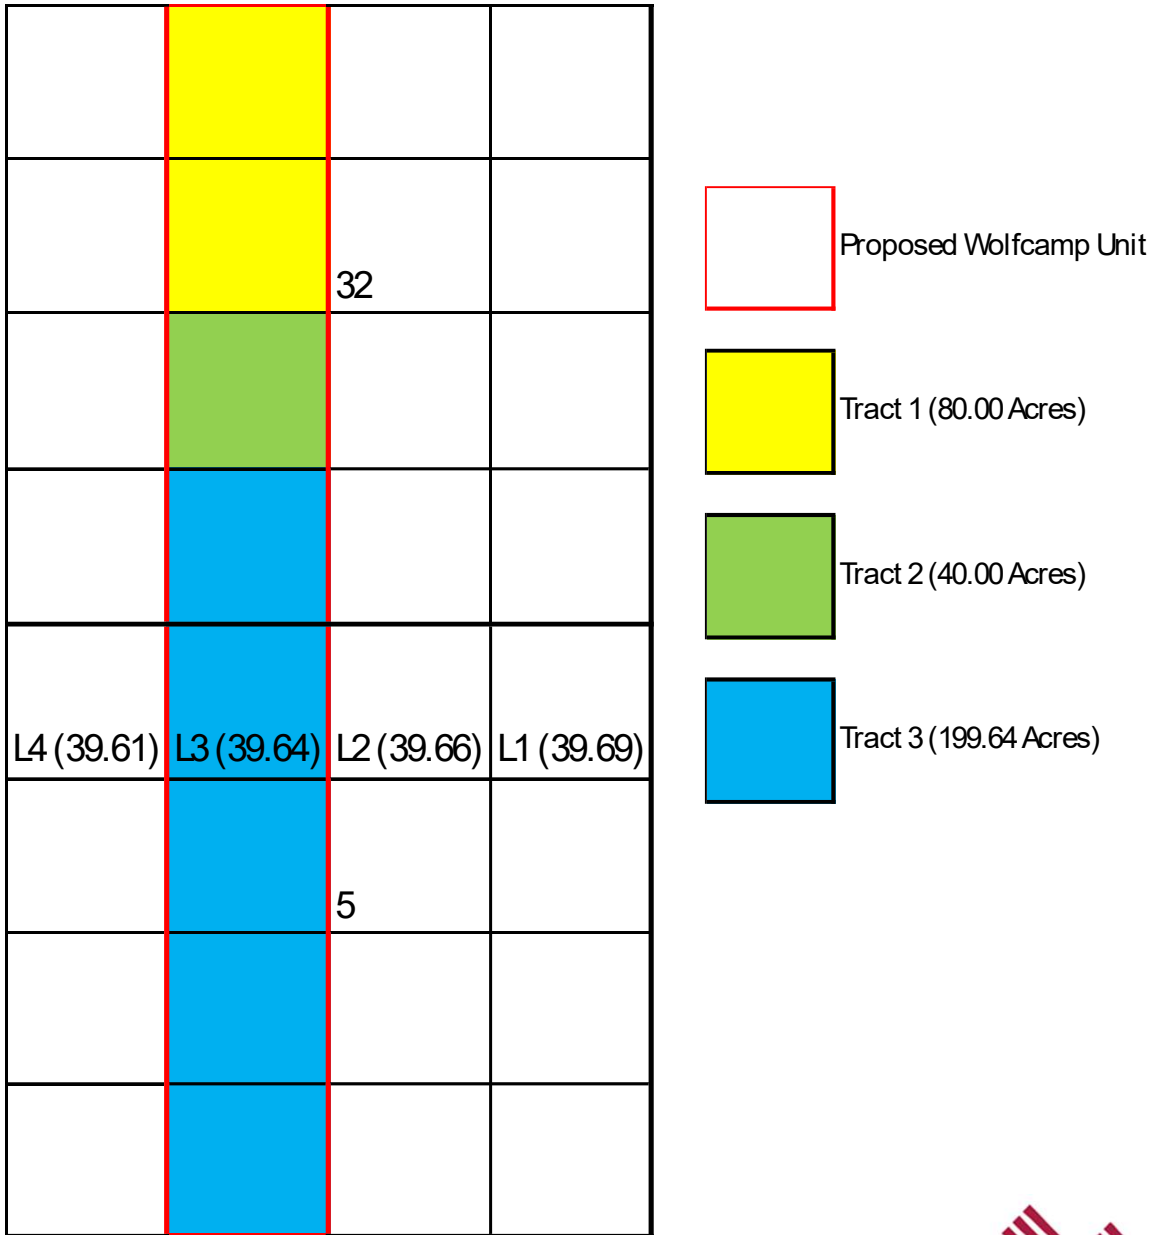 32
L4 (39.61) L3 (39.64) L2 (39.66) L1 (39.69)
5
Proposed Wolfcamp Unit
Tract 1 (80.00 Acres)
Tract 2 (40.00 Acres)
Tract 3 (199.64 Acres)